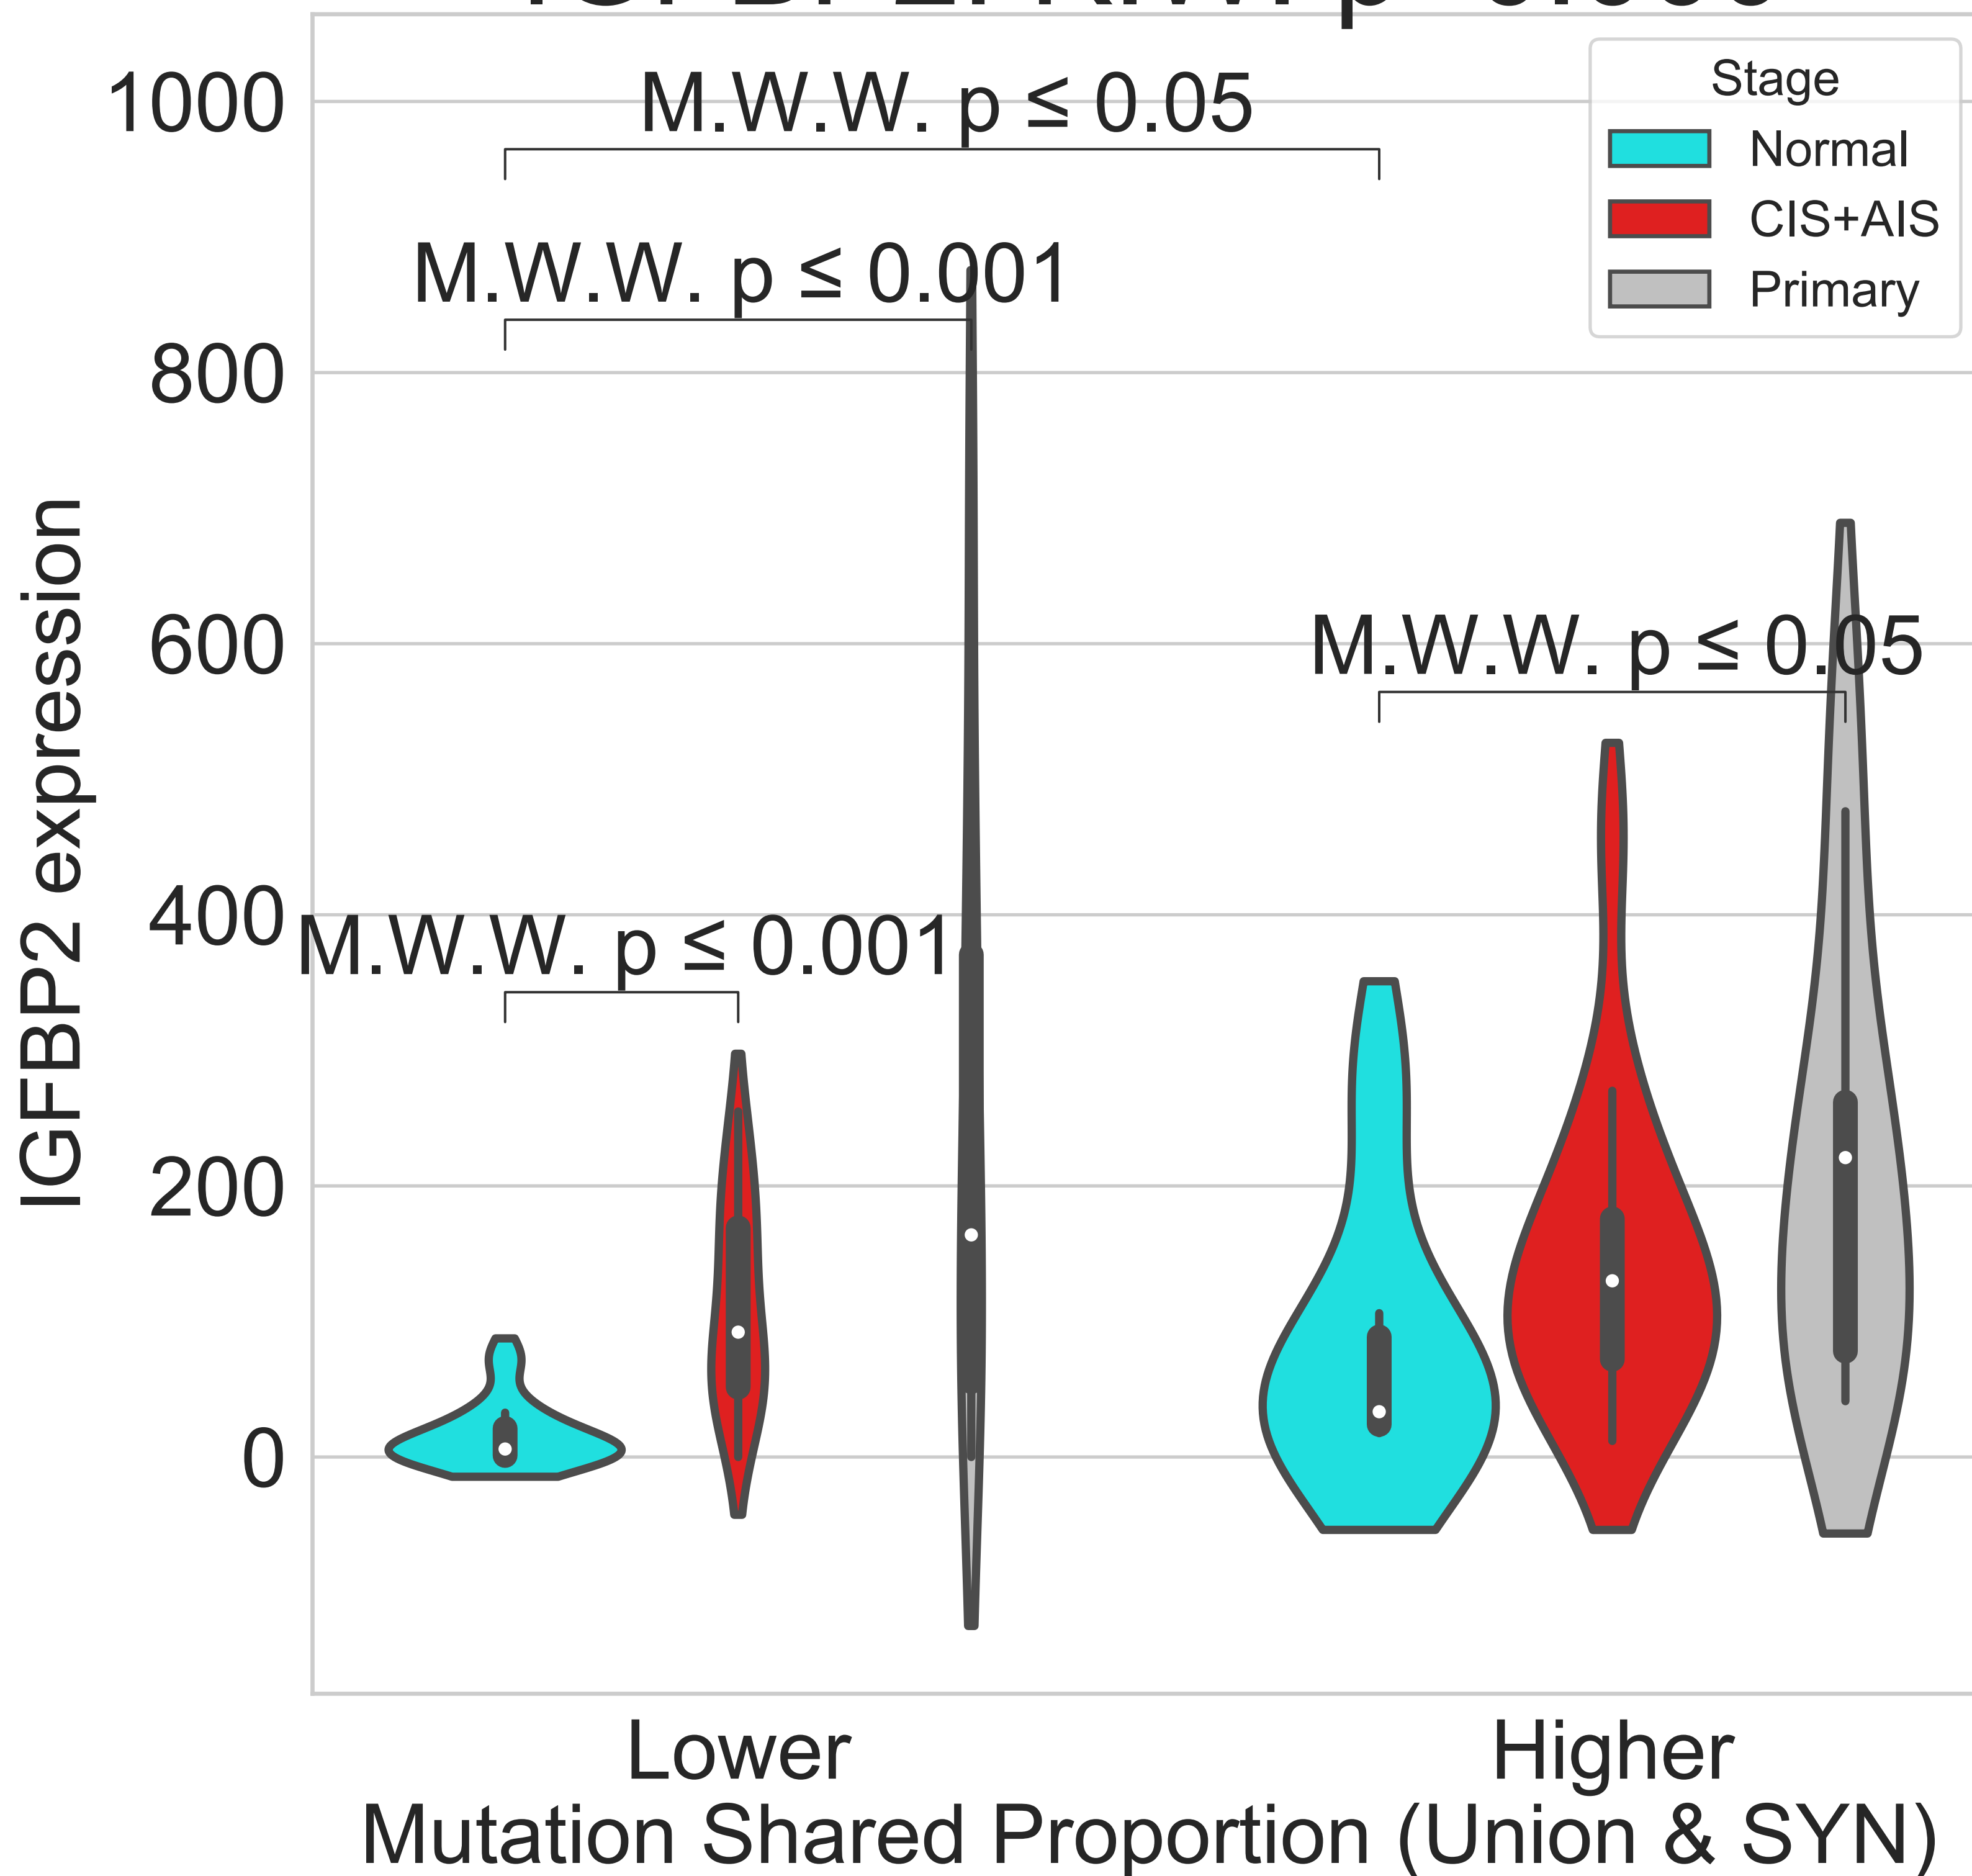 M.W.W. p ≤ 0.05
M.W.W. p ≤ 0.001
M.W.W. p ≤ 0.05
M.W.W. p ≤ 0.001
Stage
Normal
CIS+AIS
Primary
IGFBP2 expression
1000
800
600
400
200
0
Lower
Higher
Mutation Shared Proportion (Union & SYN)